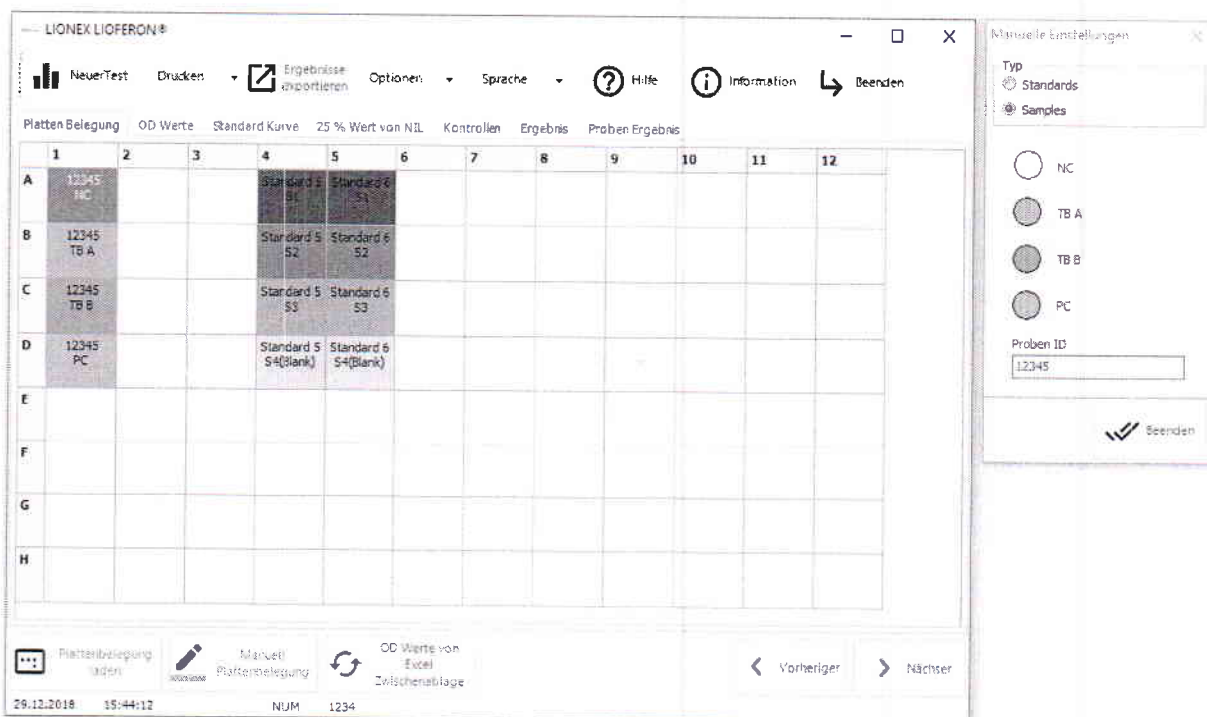 LIONEX LIOFERON®
NeuerTest Drucken Ergebnisse exportieren Optionen Sprache Hilfe Information Beenden
Platten Belegung OD Werte Standard Kurve 25 % Wert von NIL Kontrollen Ergebnis Proben Ergebnis
1 2 3 4 5 6 7 8 9 10 11 12
A 12345 NC Standard 5 S1 Standard 6 S1
B 12345 TB A Standard 5 S2 Standard 6 S2
C 12345 TB B Standard 5 S3 Standard 6 S3
D 12345 PC Standard 5 S4(Blank) Standard 6 S4(Blank)
E
F
G
H
Plattenbelegung laden
Manuell Plattenbelegung
OD Werte von Excel Zwischenablage
Vorheriger
Nächser
29.12.2018 15:44:12 NUM 1234
Manuelle Einstellungen
Typ
Standards
Samples
NC
TB A
TB B
PC
Proben ID
12345
Beenden